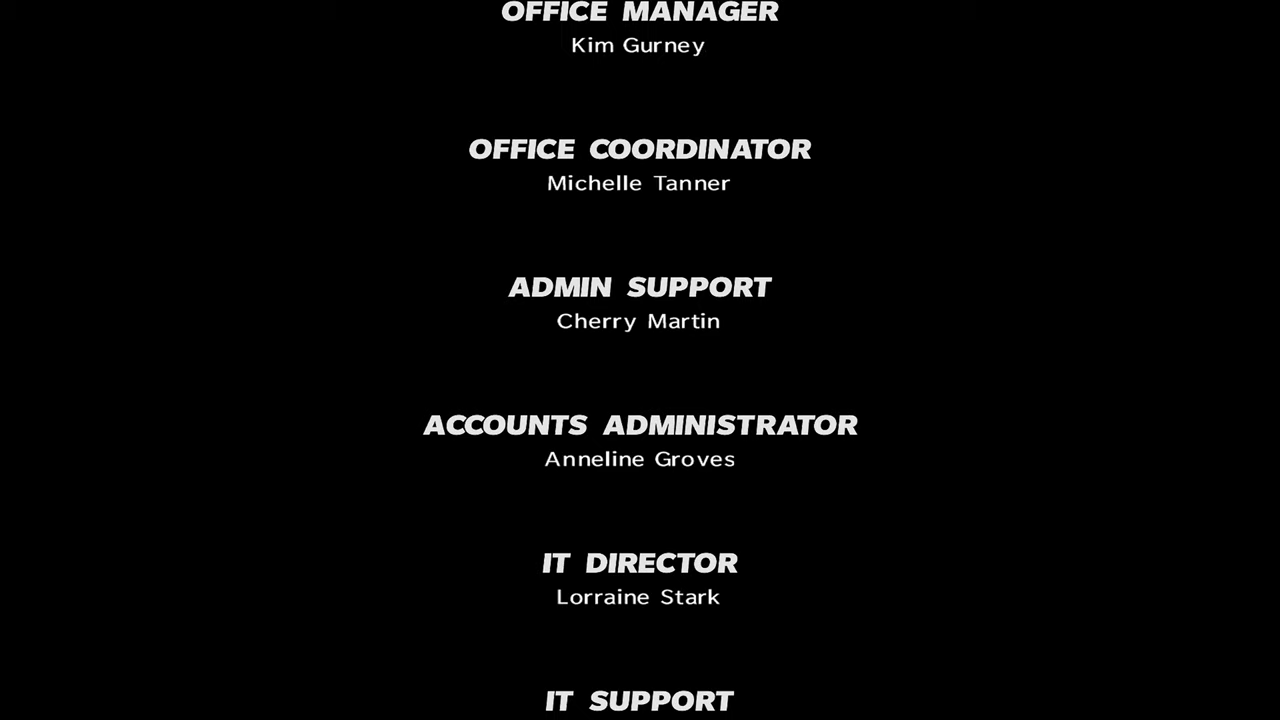 OFFICE MANAGER
Kim Gurney
OFFICE COORDINATOR
Michelle Tanner
ADMIN SUPPORT
Cherry Martin
ACCOUNTS ADMINISTRATOR
Anneline Groves
IT DIRECTOR
Lorraine Stark
IT SUPPORT